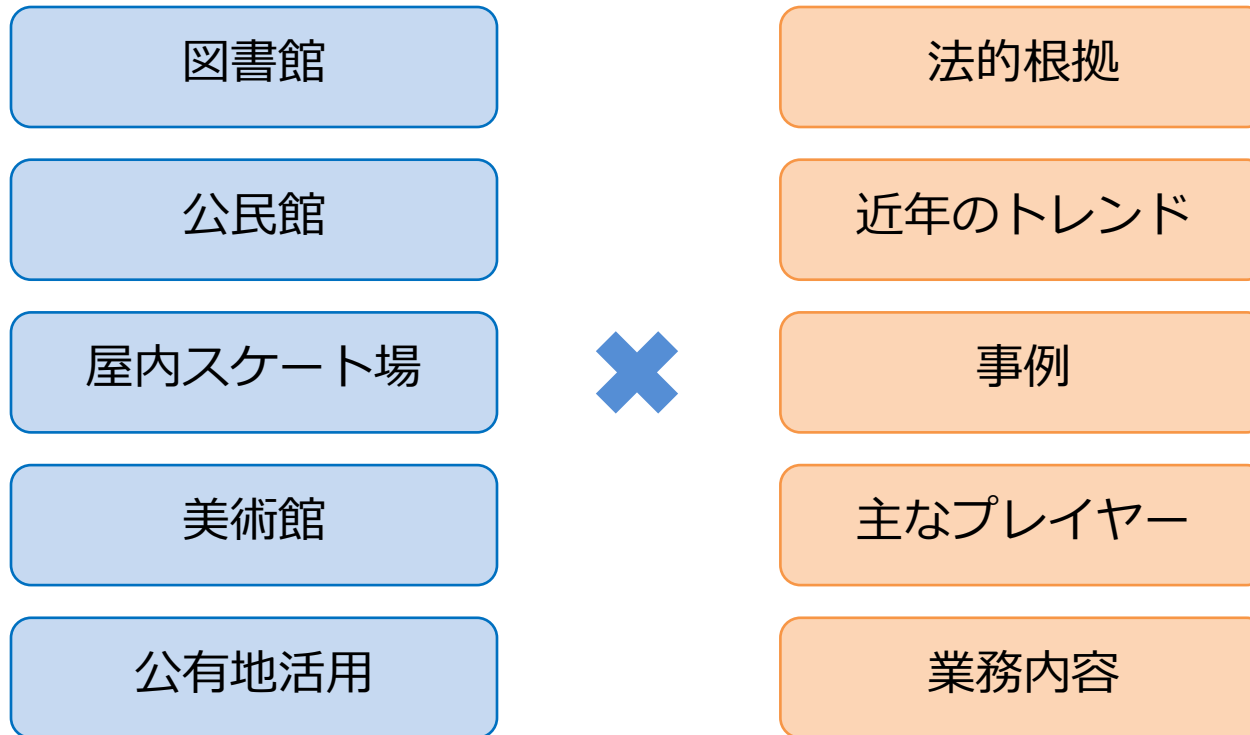 図書館
公民館
屋内スケート場
美術館
公有地活用
法的根拠
近年のトレンド
事例
主なプレイヤー
業務内容